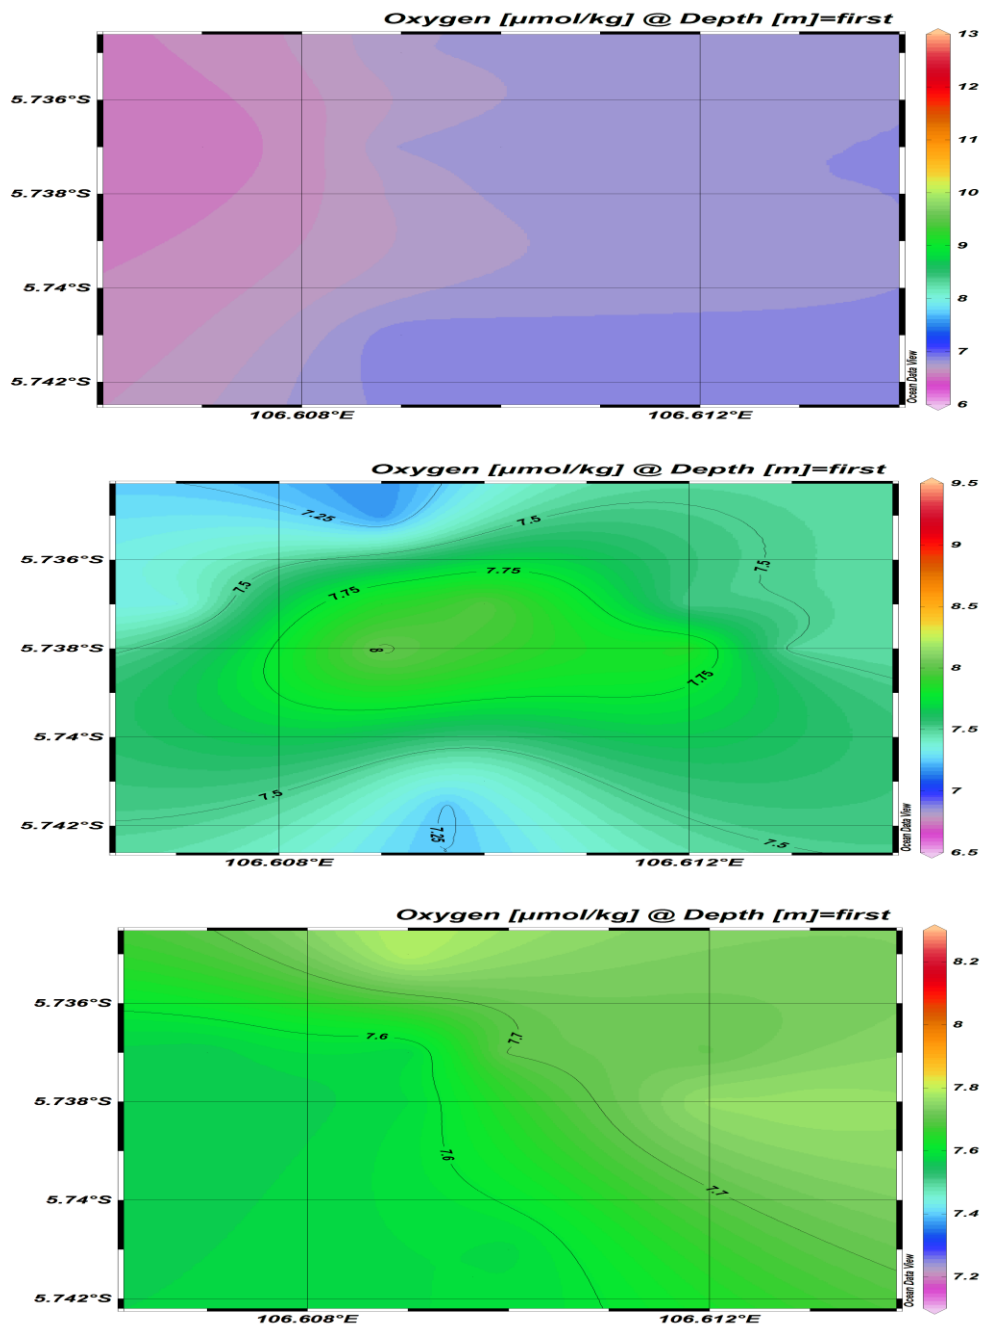 Oxygen [µmol/kg] @ Depth [m]=first
13
12
11
10
9
8
7
6
5.736°S
5.738°S
5.74°S
5.742°S
106.608°E
106.612°E
Ocean Data View
Oxygen [µmol/kg] @ Depth [m]=first
9.5
9
8.5
8
7.5
7
6.5
5.736°S
5.738°S
5.74°S
5.742°S
7.25
7.5
7.5
7.75
7.75
7.5
8
7.75
7.5
7.25
7.5
106.608°E
106.612°E
Ocean Data View
Oxygen [µmol/kg] @ Depth [m]=first
8.2
8
7.8
7.6
7.4
7.2
5.736°S
5.738°S
5.74°S
5.742°S
7.6
7.7
7.6
7.7
106.608°E
106.612°E
Ocean Data View